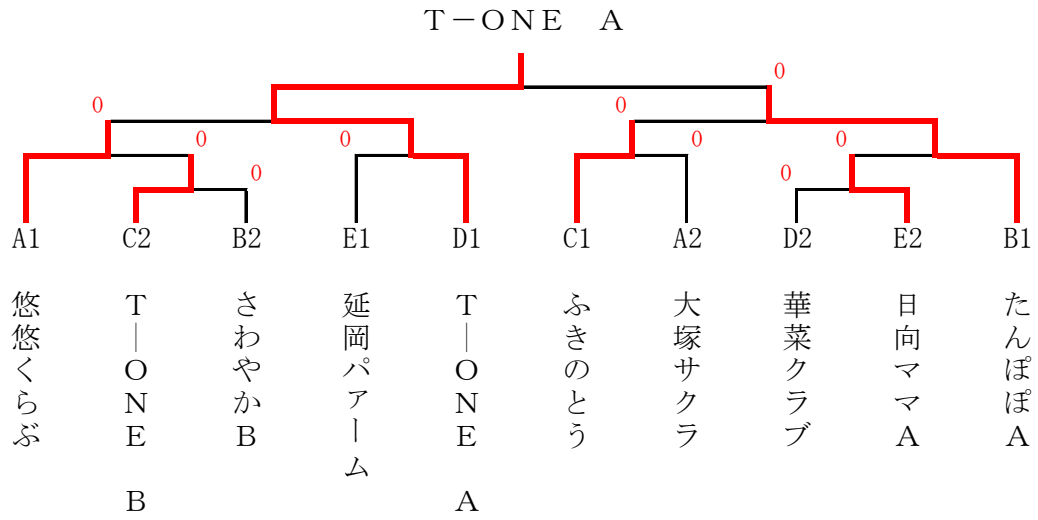 T－ONE　A
0
0
0
0
0
0
0
0
0
A1
C2
B2
E1
D1
C1
A2
D2
E2
B1
悠悠くらぶ
T－ONE　B
さわやかB
延岡パァーム
T－ONE　A
ふきのとう
大塚サクラ
華菜クラブ
日向ママA
たんぽぽA